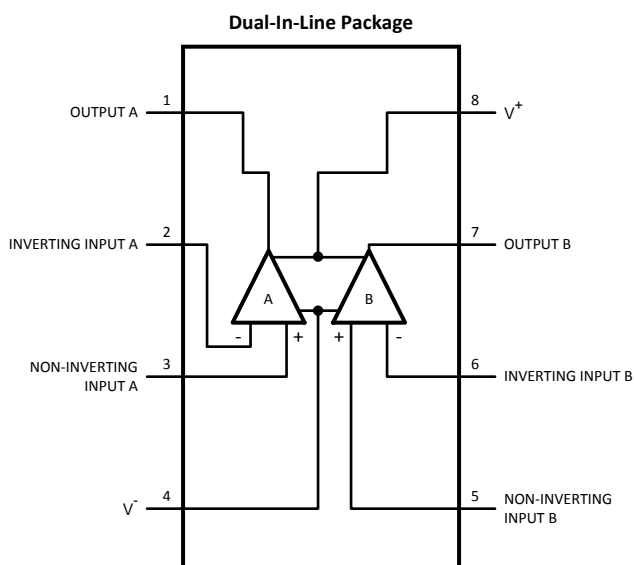 Dual-In-Line Package
1
OUTPUT A
8
V+
2
INVERTING INPUT A
7
OUTPUT B
A
B
- + + -
3
NON-INVERTING
INPUT A
6
INVERTING INPUT B
4
V-
5
NON-INVERTING
INPUT B